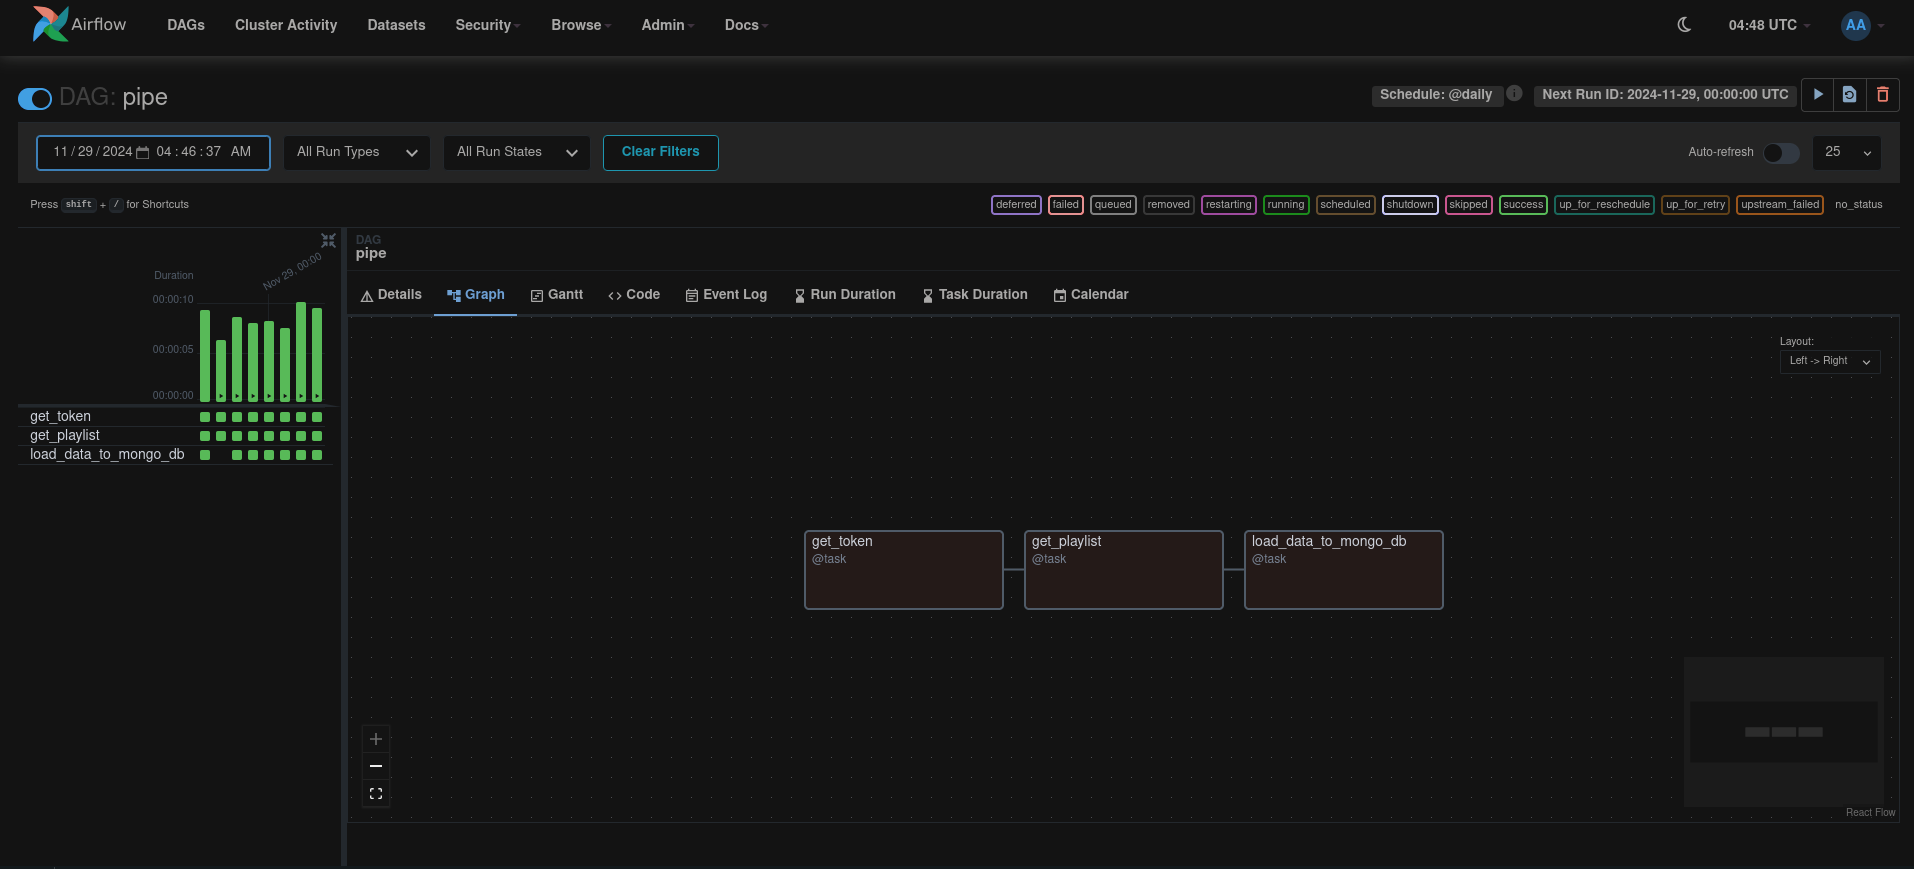 Airflow DAGs Cluster Activity Datasets Security Browse Admin Docs 04:48 UTC AA
DAG: pipe Schedule: @daily i Next Run ID: 2024-11-29, 00:00:00 UTC
11 / 29 / 2024 04 : 46 : 37 AM All Run Types All Run States Clear Filters Auto-refresh 25
Press shift + / for Shortcuts deferred failed queued removed restarting running scheduled shutdown skipped success up_for_reschedule up_for_retry upstream_failed no_status
DAG
pipe
Nov 29, 00:00
Duration
00:00:10
00:00:05
00:00:00
get_token
get_playlist
load_data_to_mongo_db
Details Graph Gantt Code Event Log Run Duration Task Duration Calendar
Layout:
Left -> Right
get_token
@task
get_playlist
@task
load_data_to_mongo_db
@task
React Flow